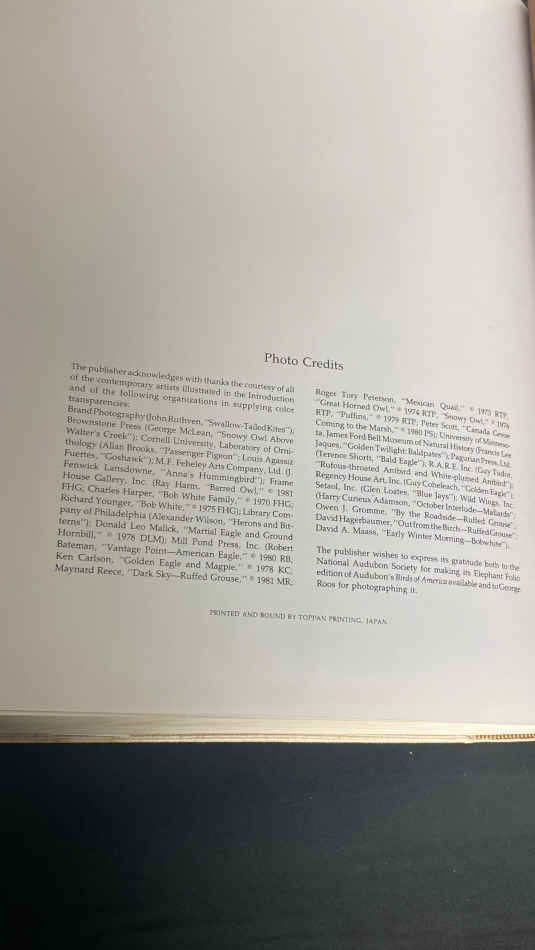 Photo Credits
The publisher acknowledges with thanks the courtesy of all
of the contemporary artists illustrated in the Introduction
and of the following organizations in supplying color
transparencies:
Brand Photography (John Ruthven, "Swallow-Tailed Kites");
Brownstone Press (George McLean, "Snowy Owl Above
Walter's Creek"); Cornell University, Laboratory of Orni-
thology (Allan Brooks, "Passenger Pigeon"; Louis Agassiz
Fuertes, "Goshawk"); M.F. Feheley Arts Company, Ltd. (J.
Fenwick Lansdowne, "Anna's Hummingbird"); Frame
House Gallery, Inc. (Ray Harm, "Barred Owl," © 1981
FHG; Charles Harper, "Bob White Family," © 1970 FHG;
Richard Younger, "Bob White," © 1975 FHG); Library Com-
pany of Philadelphia (Alexander Wilson, "Herons and Bit-
terns"); Donald Leo Malick, "Martial Eagle and Ground
Hornbill," © 1978 DLM); Mill Pond Press, Inc. (Robert
Bateman, "Vantage Point—American Eagle," © 1980 RB,
Ken Carlson, "Golden Eagle and Magpie," © 1978 KC;
Maynard Reece, "Dark Sky—Ruffed Grouse," © 1981 MR;
Roger Tory Peterson, "Mexican Quail," © 1973 RTP,
"Great Horned Owl," © 1974 RTP, "Snowy Owl," © 1976
RTP, "Puffins," © 1979 RTP; Peter Scott, "Canada Geese
Coming to the Marsh," © 1980 PS); University of Minneso-
ta, James Ford Bell Museum of Natural History (Francis Lee
Jaques, "Golden Twilight: Baldpates"); Pagurian Press, Ltd.
(Terence Shortt, "Bald Eagle"); R.A.R.E. Inc. (Guy Tudor,
"Rufous-throated Antbird and White-plumed Antbird");
Regency House Art, Inc. (Guy Coheleach, "Golden Eagle");
Setaol, Inc. (Glen Loates, "Blue Jays"); Wild Wings, Inc.
(Harry Curieux Adamson, "October Interlude—Mallards";
Owen J. Gromme, "By the Roadside—Ruffed Grouse";
David Hagerbaumer, "Out from the Birch—Ruffed Grouse";
David A. Maass, "Early Winter Morning—Bobwhite").
The publisher wishes to express its gratitude both to the
National Audubon Society for making its Elephant Folio
edition of Audubon's Birds of America available and to George
Roos for photographing it.
PRINTED AND BOUND BY TOPPAN PRINTING, JAPAN